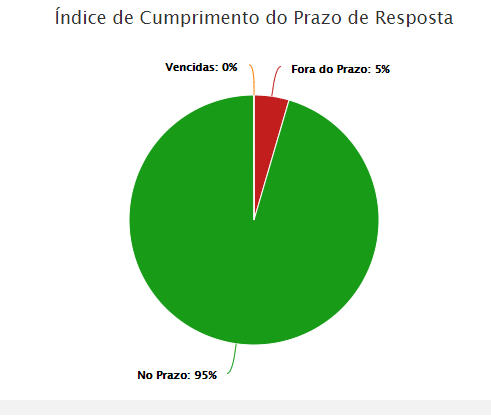 Índice de Cumprimento do Prazo de Resposta
Vencidas: 0%
Fora do Prazo: 5%
No Prazo: 95%